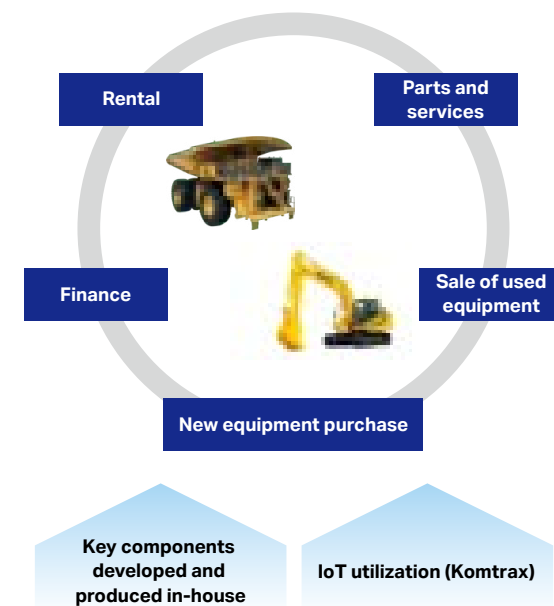 Rental
Parts and
services
Finance
Sale of used
equipment
New equipment purchase
Key components
developed and
produced in-house
IoT utilization (Komtrax)